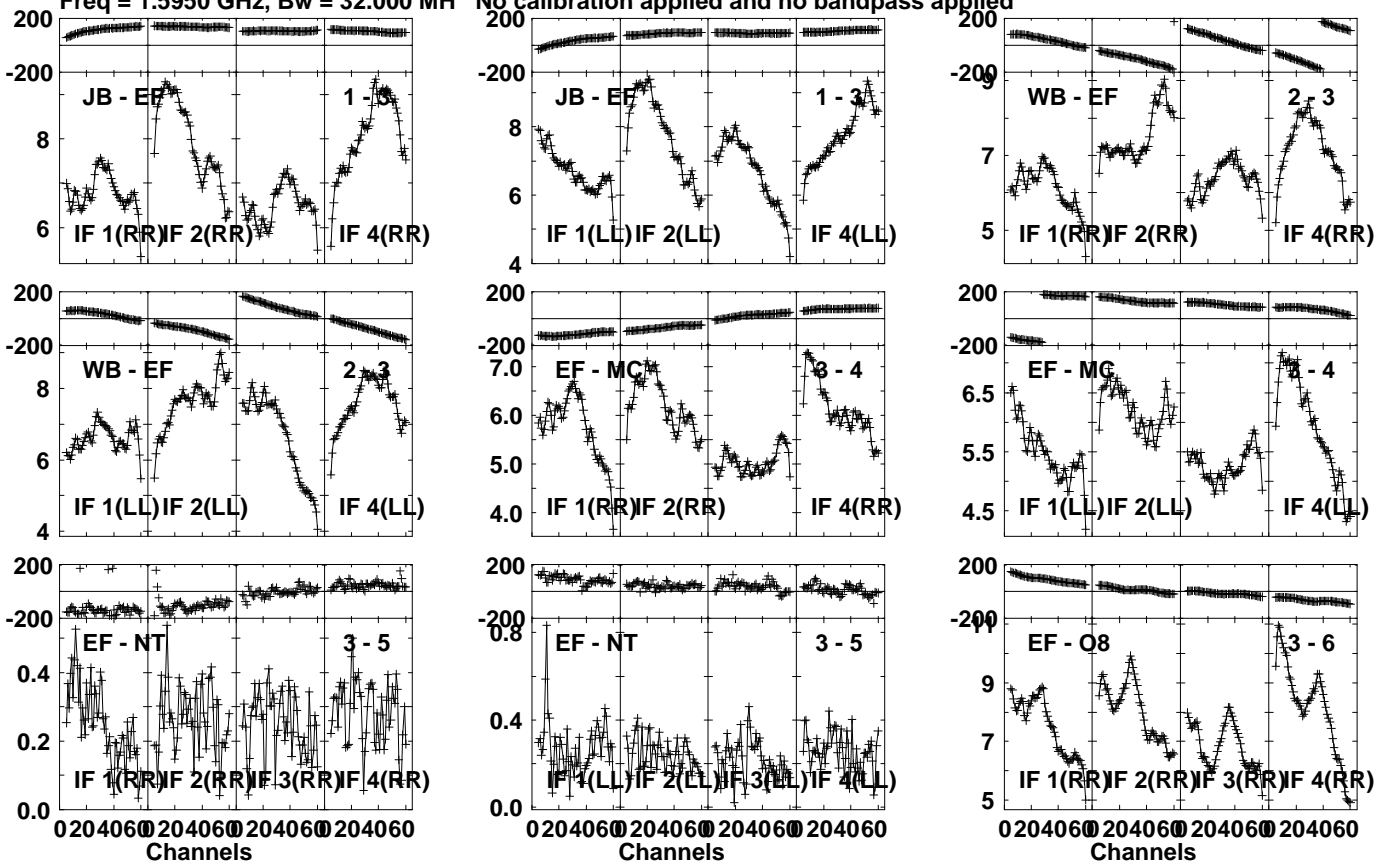 Freq = 1.5950 GHz, Bw = 32.000 MH No calibration applied and no bandpass applied
200
-200
JB - EF 1 - 3
8
6
IF 1(RR) IF 2(RR) IF 4(RR)
200
-200
JB - EF 1 - 3
8
6
4
IF 1(LL) IF 2(LL) IF 4(LL)
200
-200
9
WB - EF 2 - 3
7
5
IF 1(RR) IF 2(RR) IF 4(RR)
200
-200
WB - EF 2 - 3
8
6
4
IF 1(LL) IF 2(LL) IF 4(LL)
200
-200
7.0
EF - MC 3 - 4
6.0
5.0
4.0
IF 1(RR) IF 2(RR) IF 4(RR)
200
-200
EF - MC 3 - 4
6.5
5.5
4.5
IF 1(LL) IF 2(LL) IF 4(LL)
200
-200
EF - NT 3 - 5
0.4
0.2
0.0
IF 1(RR) IF 2(RR) IF 3(RR) IF 4(RR)
0 20 40 60 0 20 40 60 0 20 40 60 0 20 40 60
Channels
200
-200
0.8
EF - NT 3 - 5
0.4
0.0
IF 1(LL) IF 2(LL) IF 3(LL) IF 4(LL)
0 20 40 60 0 20 40 60 0 20 40 60 0 20 40 60
Channels
200
-200
11
EF - O8 3 - 6
9
7
5
IF 1(RR) IF 2(RR) IF 3(RR) IF 4(RR)
0 20 40 60 0 20 40 60 0 20 40 60 0 20 40 60
Channels